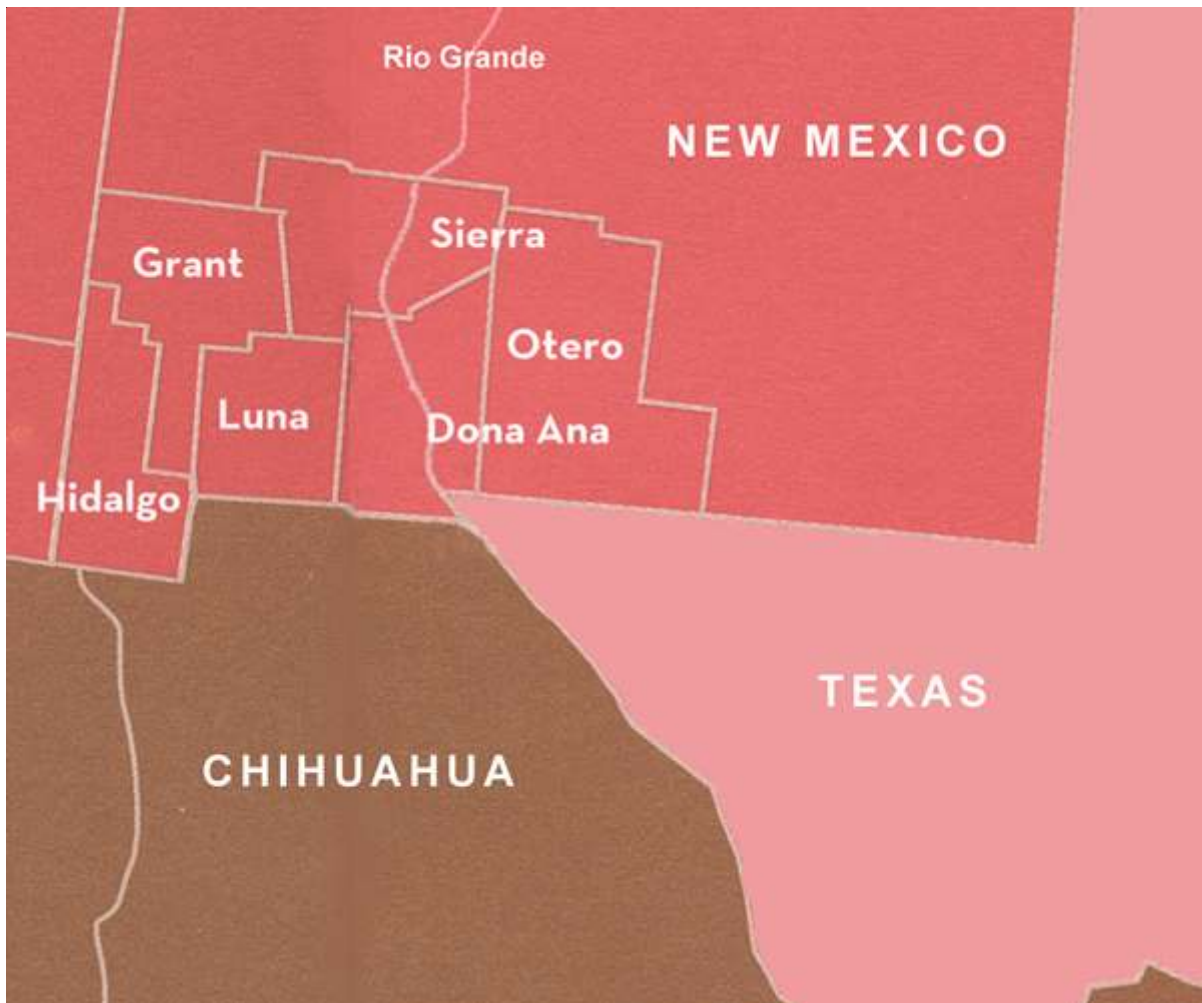 Rio Grande
NEW MEXICO
Sierra
Grant
Otero
Luna
Dona Ana
Hidalgo
TEXAS
CHIHUAHUA